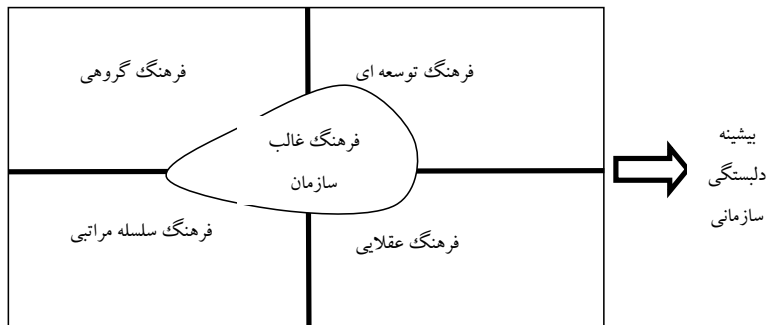 فرهنگ توسعه ای
فرهنگ گروهی
فرهنگ غالب
سازمان
فرهنگ عقلایی
فرهنگ سلسله مراتبی
بیشینه
دلبستگی
سازمانی